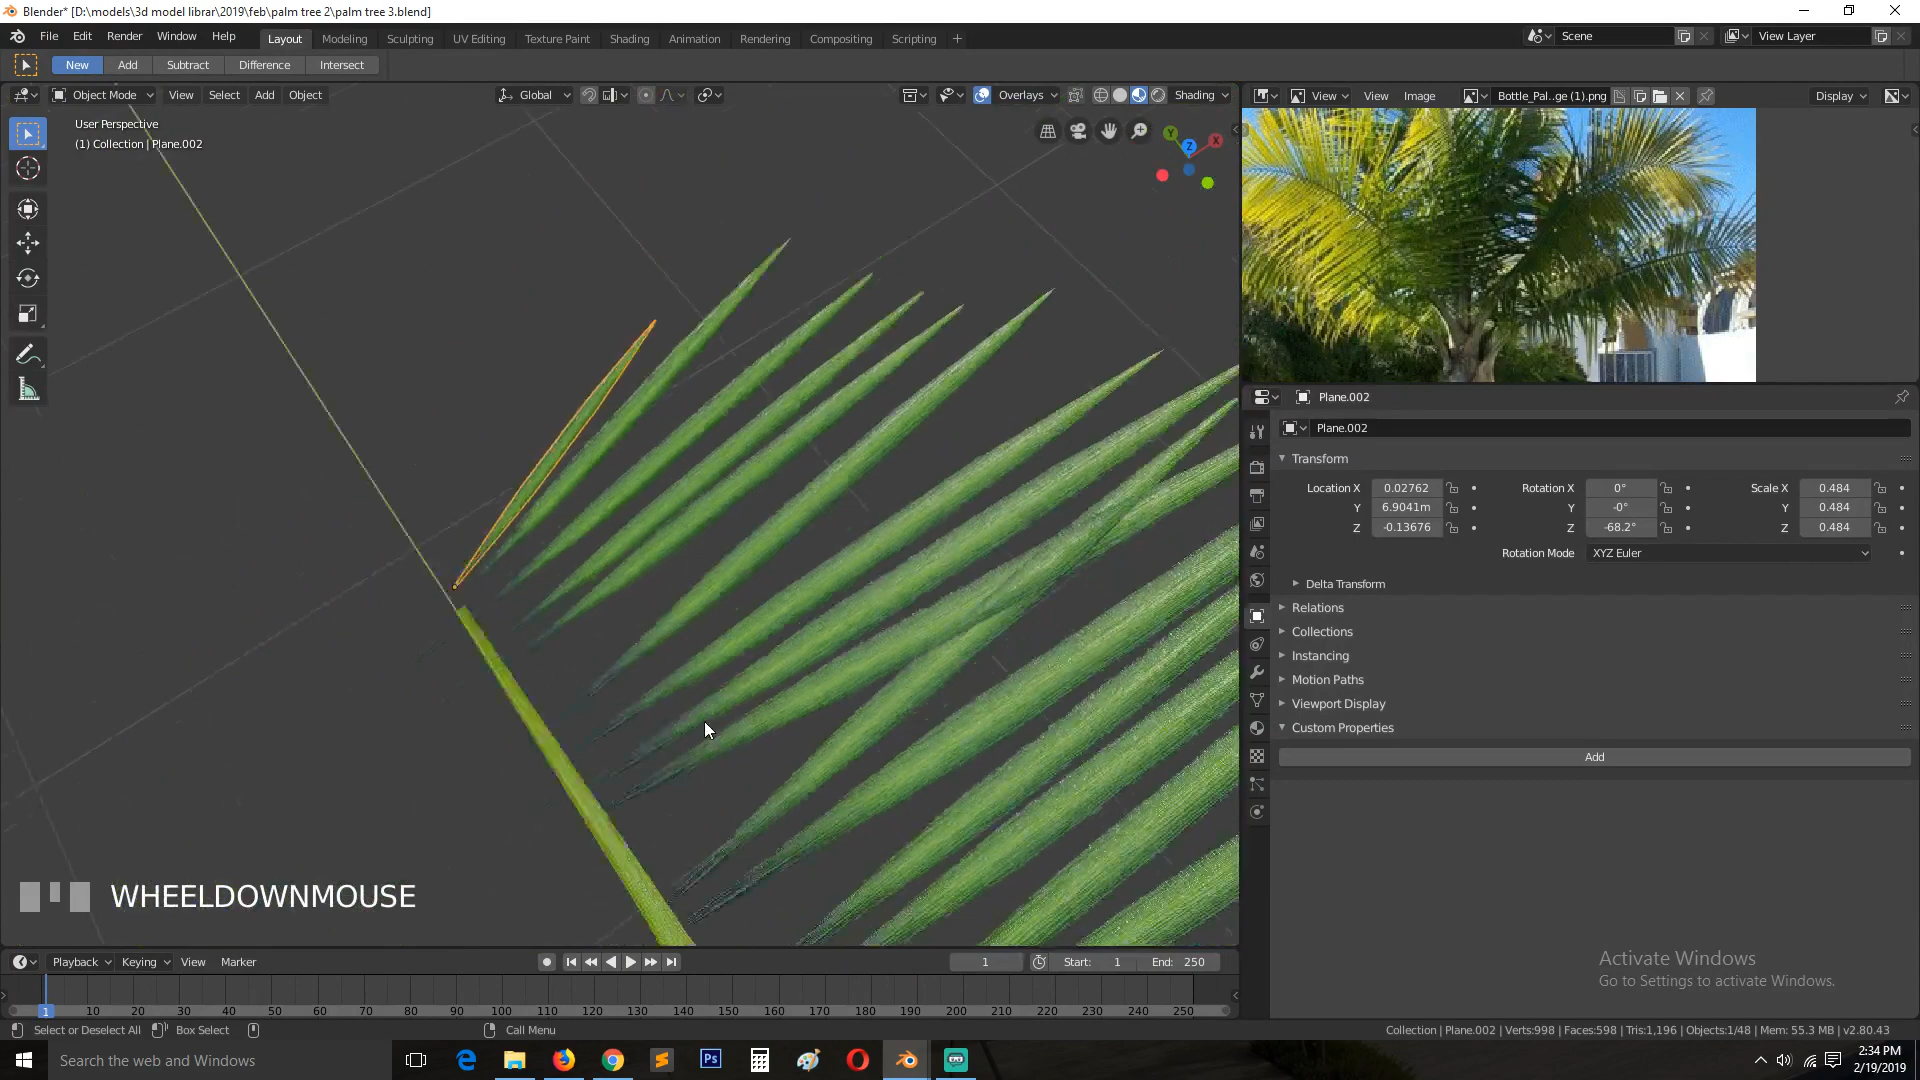 Blender* [D:\models\3d model librar\2019\feb\palm tree 2\palm tree 3.blend]
File Edit Render Window Help Layout Modeling Sculpting UV Editing Texture Paint Shading Animation Rendering Compositing Scripting + Scene View Layer
New Add Subtract Difference Intersect
Object Mode View Select Add Object Global Overlays Shading View View Image Bottle_Pal..ge (1).png Display
User Perspective
(1) Collection | Plane.002
Y X Z
Plane.002
Plane.002
Transform
Location X 0.02762 Rotation X 0° Scale X 0.484
Y 6.9041m Y -0° Y 0.484
Z -0.13676 Z -68.2° Z 0.484
Rotation Mode XYZ Euler
Delta Transform
Relations
Collections
Instancing
Motion Paths
Viewport Display
Custom Properties
Add
WHEELDOWNMOUSE
Activate Windows
Go to Settings to activate Windows.
Playback Keying View Marker 1 Start: 1 End: 250
1 10 20 30 40 50 60 70 80 90 100 110 120 130 140 150 160 170 180 190 200 210 220 230 240 250
Select or Deselect All Box Select Call Menu Collection | Plane.002 | Verts:998 | Faces:598 | Tris:1,196 | Objects:1/48 | Mem: 55.3 MB | v2.80.43
Search the web and Windows Ps 2:34 PM
2/19/2019